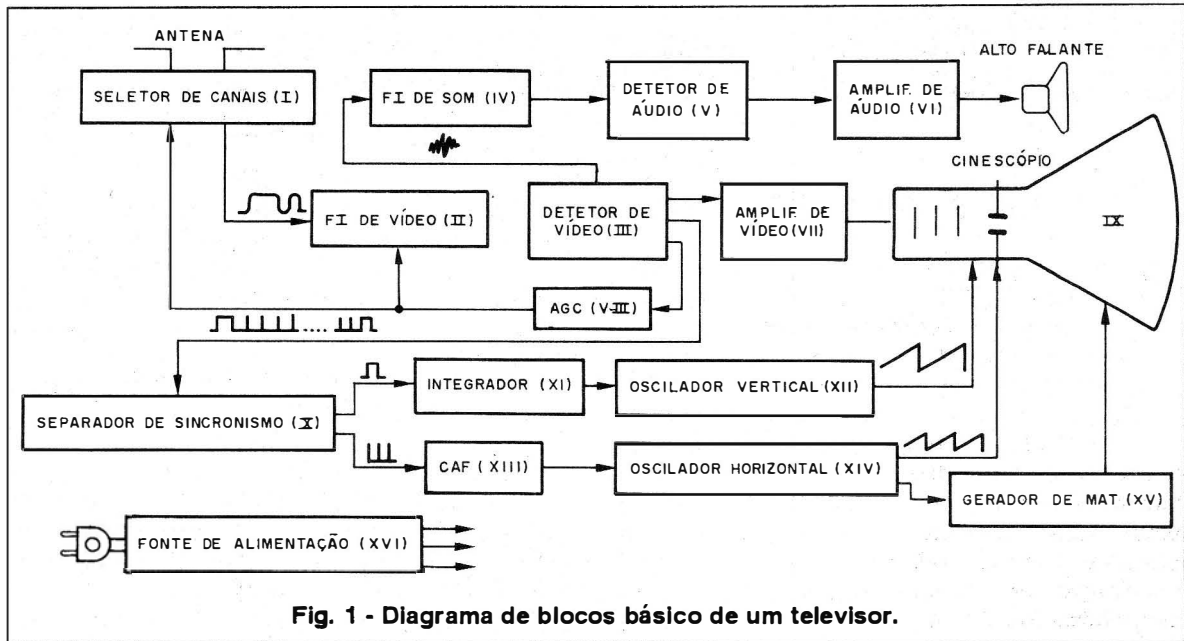 ANTENA
SELETOR DE CANAIS (I)
FI DE SOM (IV)
DETETOR DE
ÁUDIO (V)
AMPLIF. DE
ÁUDIO (VI)
ALTO FALANTE
CINESCÓPIO
FI DE VÍDEO (II)
DETETOR DE
VÍDEO (III)
AMPLIF. DE
VÍDEO (VII)
IX
AGC (V-III)
SEPARADOR DE SINCRONISMO (X)
INTEGRADOR (XI)
OSCILADOR VERTICAL (XII)
CAF (XIII)
OSCILADOR HORIZONTAL (XIV)
GERADOR DE MAT (XV)
FONTE DE ALIMENTAÇÃO (XVI)
Fig. 1 - Diagrama de blocos básico de um televisor.